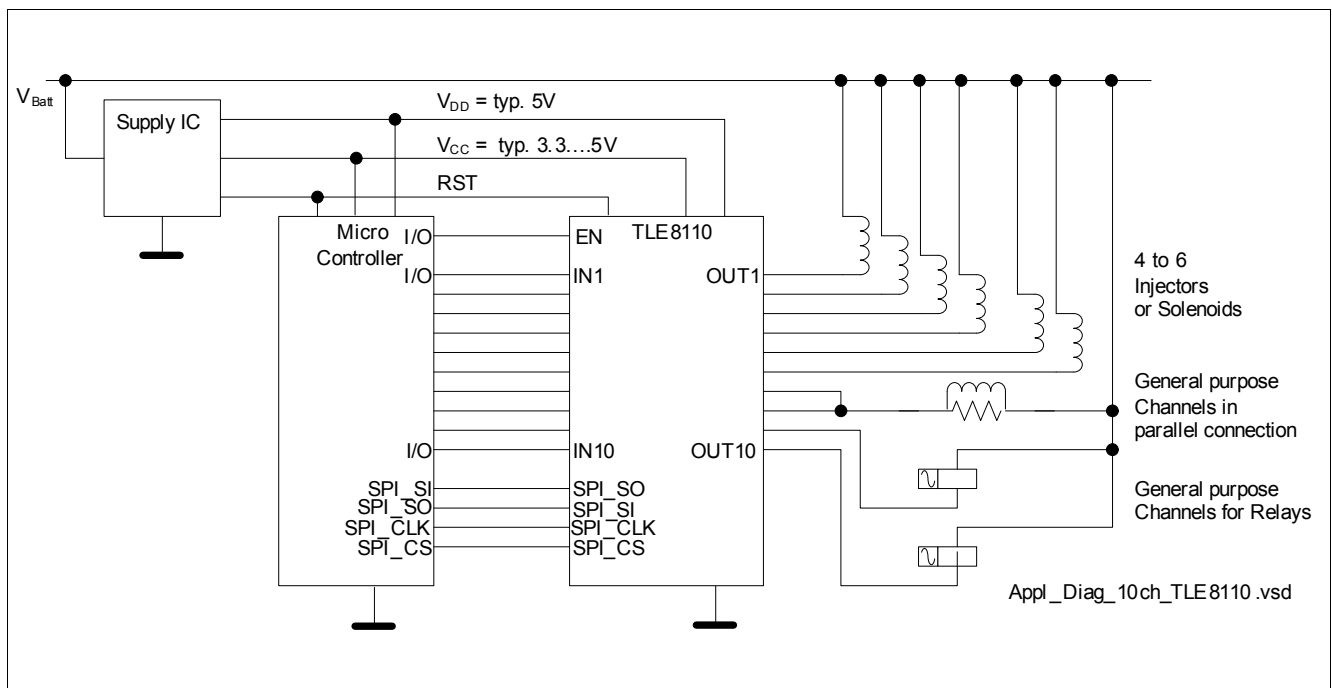 V_Batt
Supply IC
V_DD = typ. 5V
V_CC = typ. 3.3....5V
RST
Micro
Controller
I/O
I/O
I/O
SPI_SI
SPI_SO
SPI_CLK
SPI_CS
TLE8110
EN
IN1
IN10
SPI_SO
SPI_SI
SPI_CLK
SPI_CS
OUT1
OUT10
4 to 6
Injectors
or Solenoids
General purpose
Channels in
parallel connection
General purpose
Channels for Relays
Appl_Diag_10ch_TLE8110.vsd